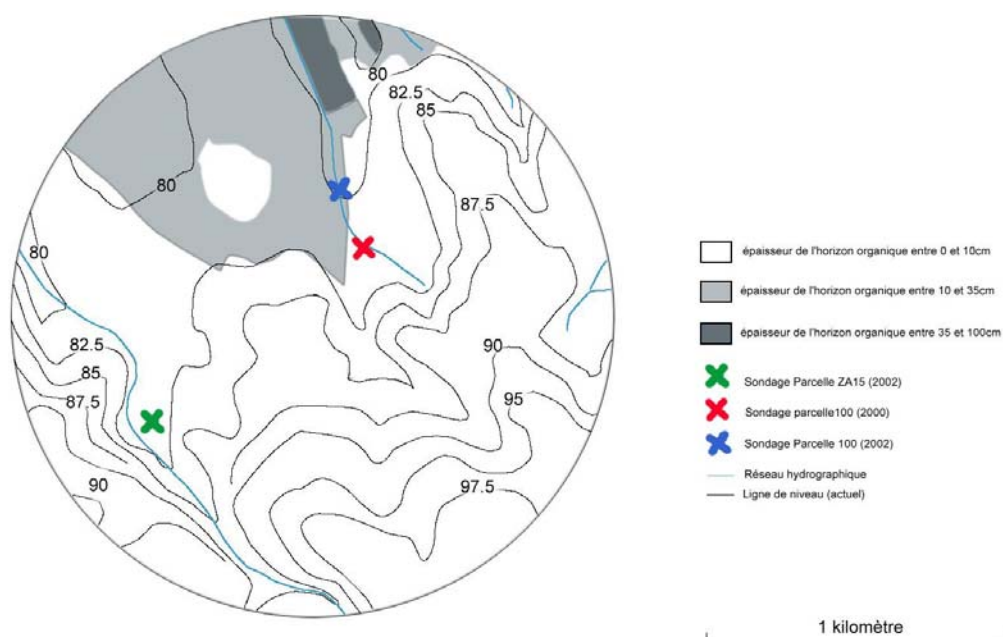 80
82.5
85
80
87.5
80
82.5
85
87.5
90
95
90
97.5
épaisseur de l'horizon organique entre 0 et 10cm
épaisseur de l'horizon organique entre 10 et 35cm
épaisseur de l'horizon organique entre 35 et 100cm
Sondage Parcelle ZA15 (2002)
Sondage parcelle100 (2000)
Sondage Parcelle 100 (2002)
Réseau hydrographique
Ligne de niveau (actuel)
1 kilomètre